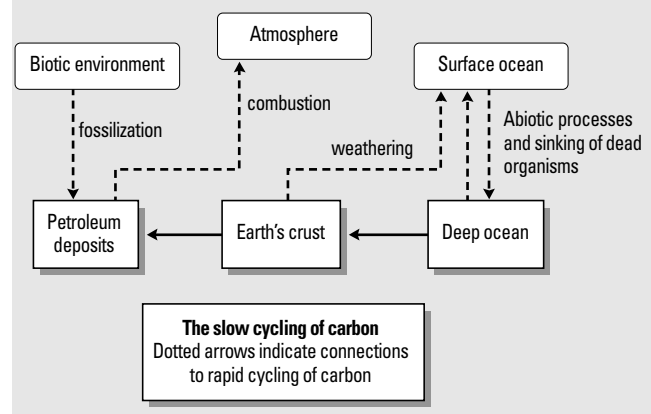 Atmosphere
Biotic environment
Surface ocean
fossilization
combustion
weathering
Abiotic processes
and sinking of dead
organisms
Petroleum
deposits
Earth's crust
Deep ocean
The slow cycling of carbon
Dotted arrows indicate connections
to rapid cycling of carbon